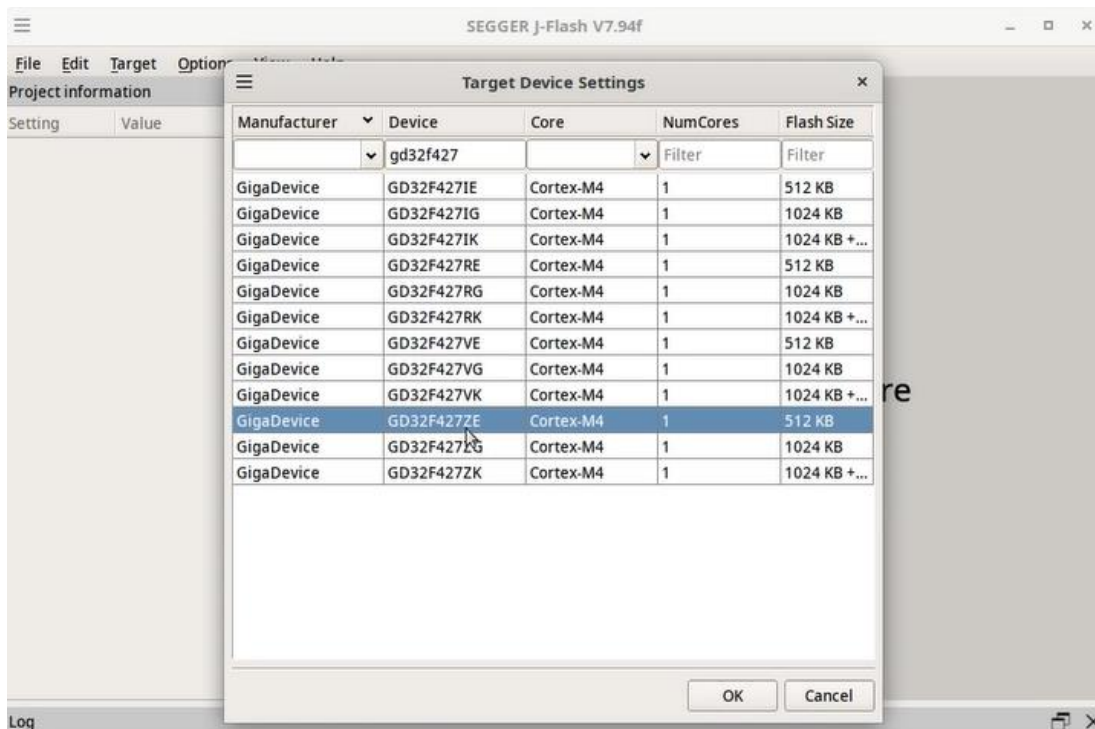 SEGGER J-Flash V7.94f
File Edit Target
Target Device Settings
Project information
Setting Value
Manufacturer Device Core NumCores Flash Size
gd32f427 Filter Filter
GigaDevice GD32F427IE Cortex-M4 1 512 KB
GigaDevice GD32F427IG Cortex-M4 1 1024 KB
GigaDevice GD32F427IK Cortex-M4 1 1024 KB +...
GigaDevice GD32F427RE Cortex-M4 1 512 KB
GigaDevice GD32F427RG Cortex-M4 1 1024 KB
GigaDevice GD32F427RK Cortex-M4 1 1024 KB +...
GigaDevice GD32F427VE Cortex-M4 1 512 KB
GigaDevice GD32F427VG Cortex-M4 1 1024 KB
GigaDevice GD32F427VK Cortex-M4 1 1024 KB +...
re
GigaDevice GD32F427ZE Cortex-M4 1 512 KB
GigaDevice GD32F427ZG Cortex-M4 1 1024 KB
GigaDevice GD32F427ZK Cortex-M4 1 1024 KB +...
OK Cancel
Log